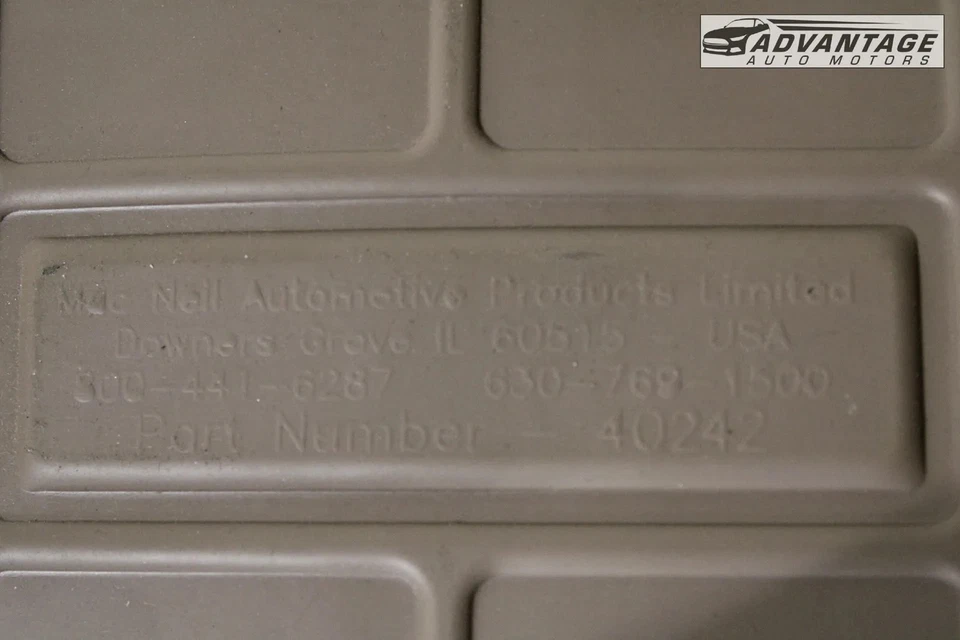 ADVANTAGE
AUTO MOTORS
Mac Neil Automotive Products Limited
Downers Grove IL 60515 - USA
800-441-6287 630-769-1500
Part Number - 40242